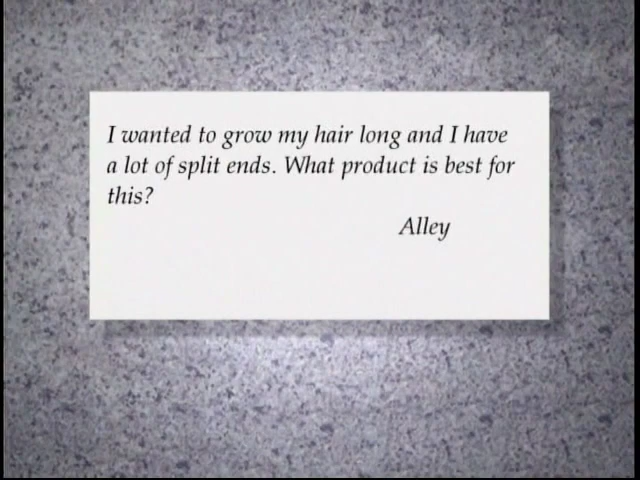 I wanted to grow my hair long and I have
a lot of split ends. What product is best for
this?
Alley